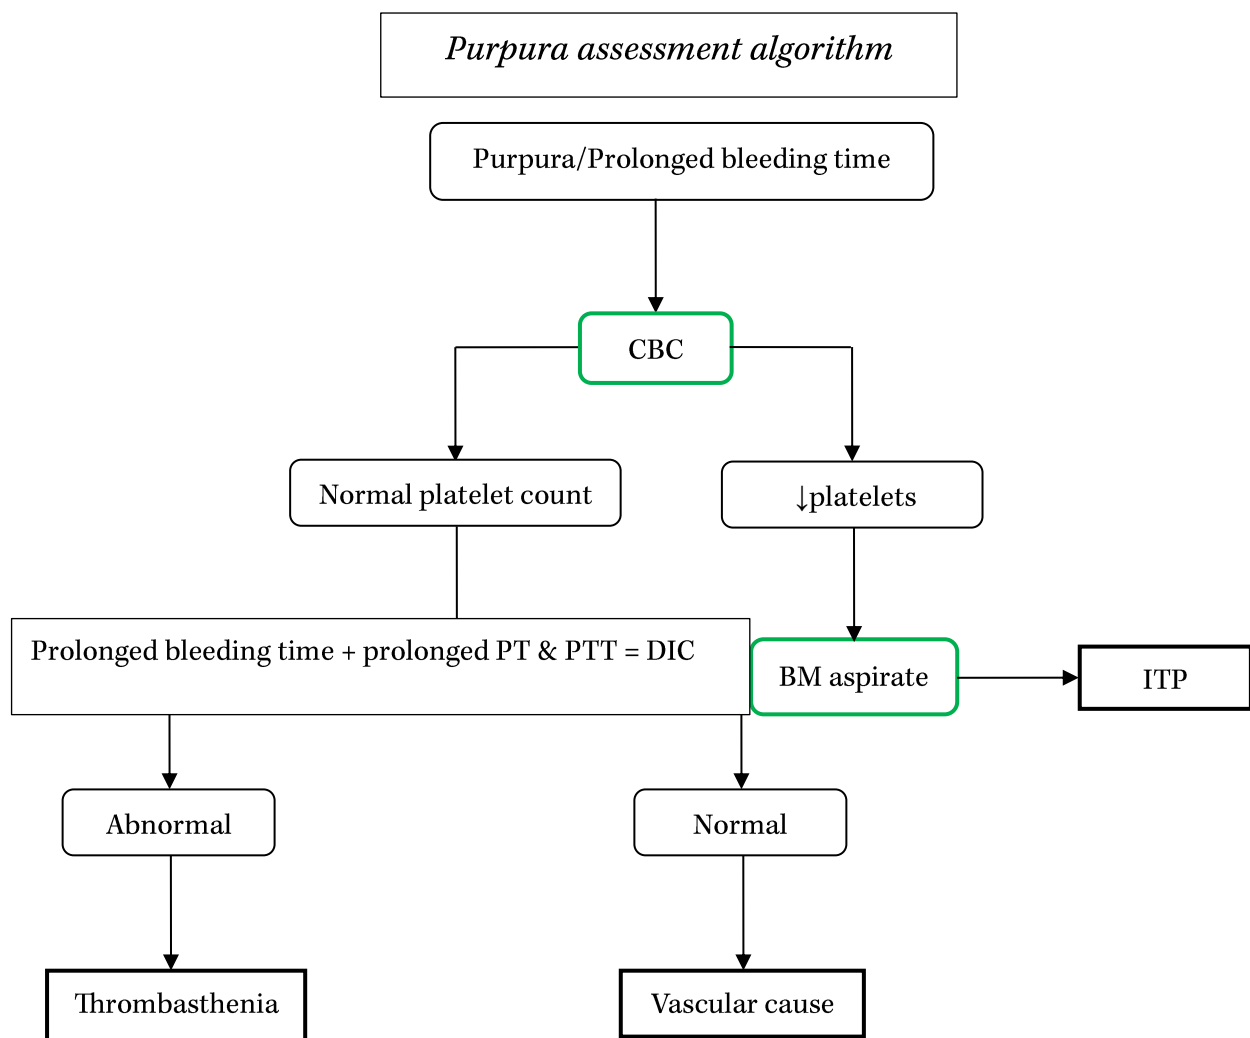 Purpura assessment algorithm
Purpura/Prolonged bleeding time
CBC
Normal platelet count
↓platelets
Prolonged bleeding time + prolonged PT & PTT = DIC
BM aspirate
ITP
Abnormal
Normal
Thrombasthenia
Vascular cause